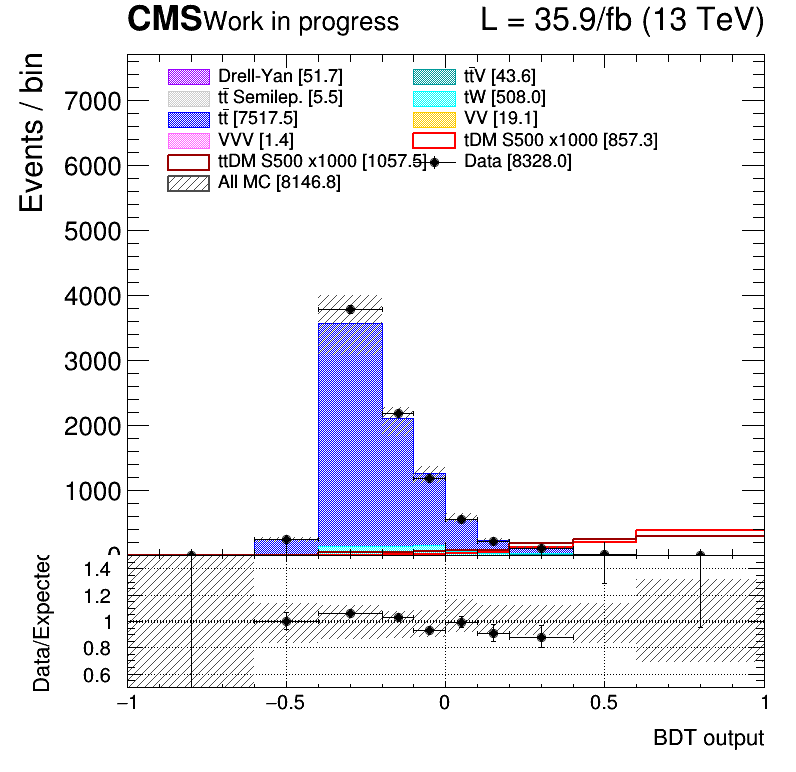 CMS Work in progress L = 35.9/fb (13 TeV)
Events / bin
7000
6000
5000
4000
3000
2000
1000
0
Drell-Yan [51.7] tt̄V [43.6]
tt̄ Semilep. [5.5] tW [508.0]
tt̄ [7517.5] VV [19.1]
VVV [1.4] tDM S500 x1000 [857.3]
ttDM S500 x1000 [1057.5] Data [8328.0]
All MC [8146.8]
Data/Expected
1.4
1.2
1
0.8
0.6
−1 −0.5 0 0.5 1
BDT output